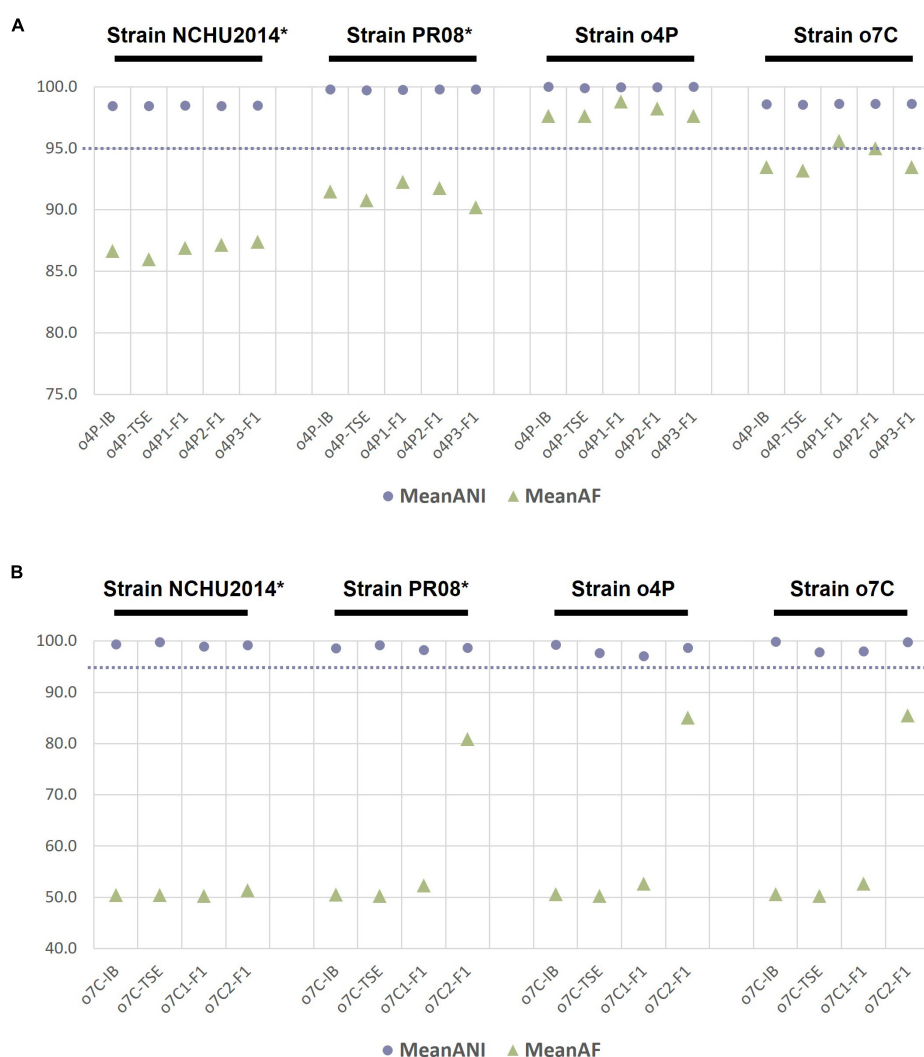 A
Strain NCHU2014* Strain PR08* Strain o4P Strain o7C
100.0
95.0
90.0
85.0
80.0
75.0
o4P-IB o4P-TSE o4P1-F1 o4P2-F1 o4P3-F1 o4P-IB o4P-TSE o4P1-F1 o4P2-F1 o4P3-F1 o4P-IB o4P-TSE o4P1-F1 o4P2-F1 o4P3-F1 o4P-IB o4P-TSE o4P1-F1 o4P2-F1 o4P3-F1
MeanANI MeanAF
B
Strain NCHU2014* Strain PR08* Strain o4P Strain o7C
100.0
90.0
80.0
70.0
60.0
50.0
40.0
o7C-IB o7C-TSE o7C1-F1 o7C2-F1 o7C-IB o7C-TSE o7C1-F1 o7C2-F1 o7C-IB o7C-TSE o7C1-F1 o7C2-F1 o7C-IB o7C-TSE o7C1-F1 o7C2-F1
MeanANI MeanAF